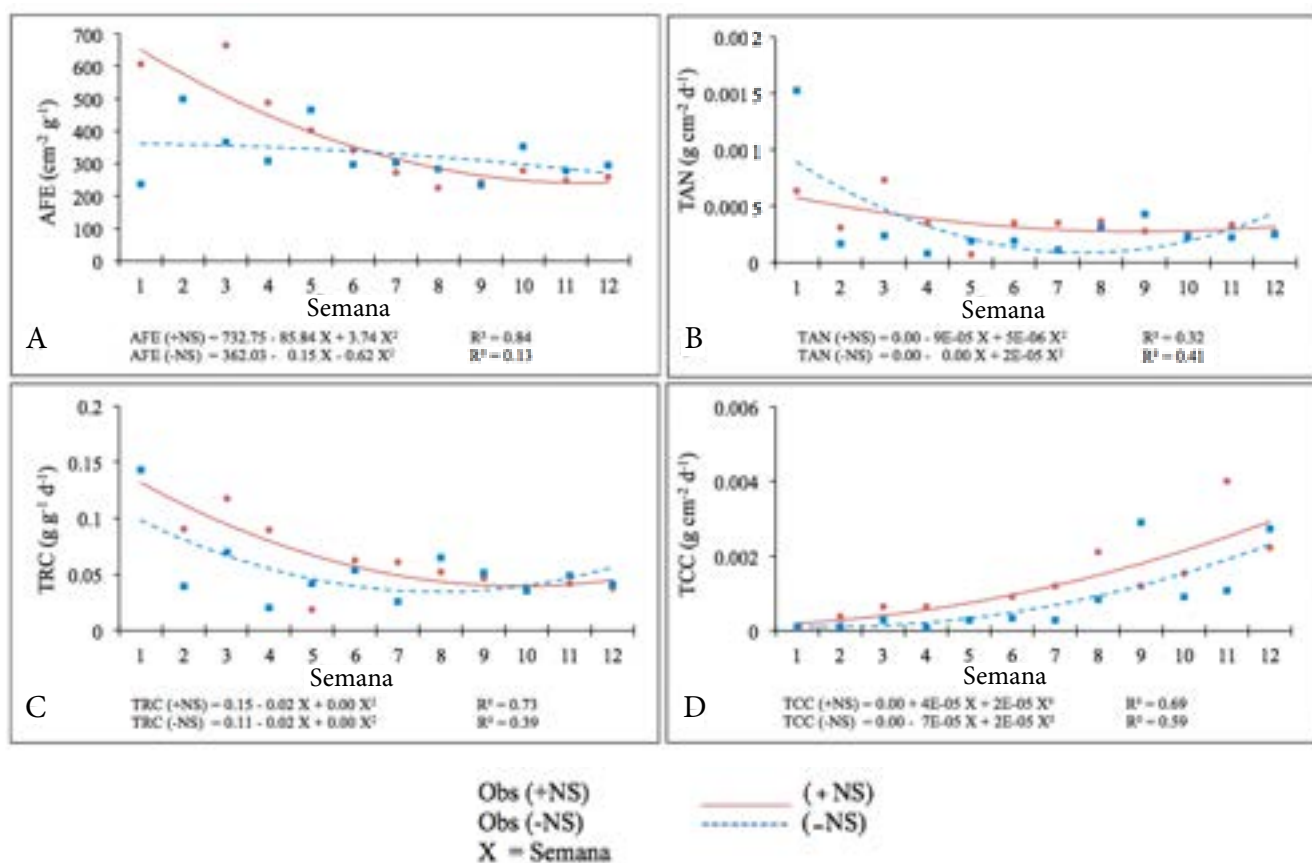 700
600
500
400
300
200
100
0
AFE (cm⁻² g⁻¹)
1 2 3 4 5 6 7 8 9 10 11 12
Semana
A
AFE (+NS) = 732.75 - 85.84 X + 3.74 X² R² = 0.84
AFE (-NS) = 362.03 - 0.15 X - 0.62 X² R² = 0.13
0.002
0.0015
0.001
0.0005
0
TAN (g cm⁻² d⁻¹)
1 2 3 4 5 6 7 8 9 10 11 12
Semana
B
TAN (+NS) = 0.00 - 9E-05 X + 5E-06 X² R² = 0.32
TAN (-NS) = 0.00 - 0.00 X + 2E-05 X² R² = 0.41
0.2
0.15
0.1
0.05
0
TRC (g g⁻¹ d⁻¹)
1 2 3 4 5 6 7 8 9 10 11 12
Semana
C
TRC (+NS) = 0.15 - 0.02 X + 0.00 X² R² = 0.73
TRC (-NS) = 0.11 - 0.02 X + 0.00 X² R² = 0.39
0.006
0.004
0.002
0
TCC (g cm⁻² d⁻¹)
1 2 3 4 5 6 7 8 9 10 11 12
Semana
D
TCC (+NS) = 0.00 + 4E-05 X + 2E-05 X² R² = 0.69
TCC (-NS) = 0.00 - 7E-05 X + 2E-05 X² R² = 0.59
Obs (+NS) (+NS)
Obs (-NS) (-NS)
X = Semana